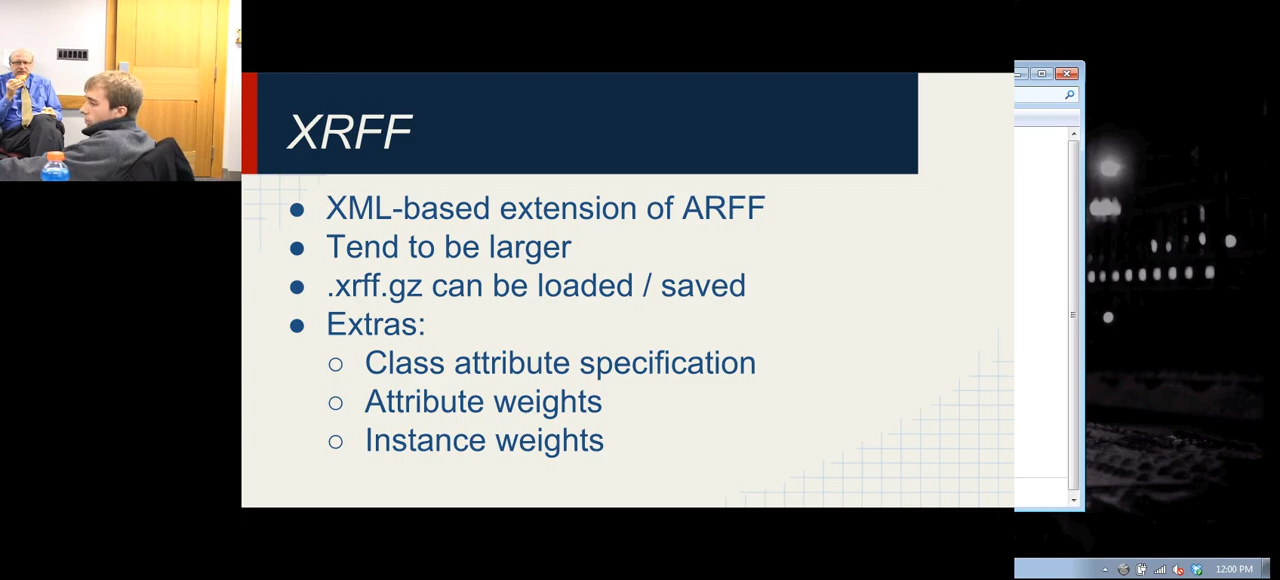 XRFF
● XML-based extension of ARFF
● Tend to be larger
● .xrff.gz can be loaded / saved
● Extras:
○ Class attribute specification
○ Attribute weights
○ Instance weights
12:00 PM